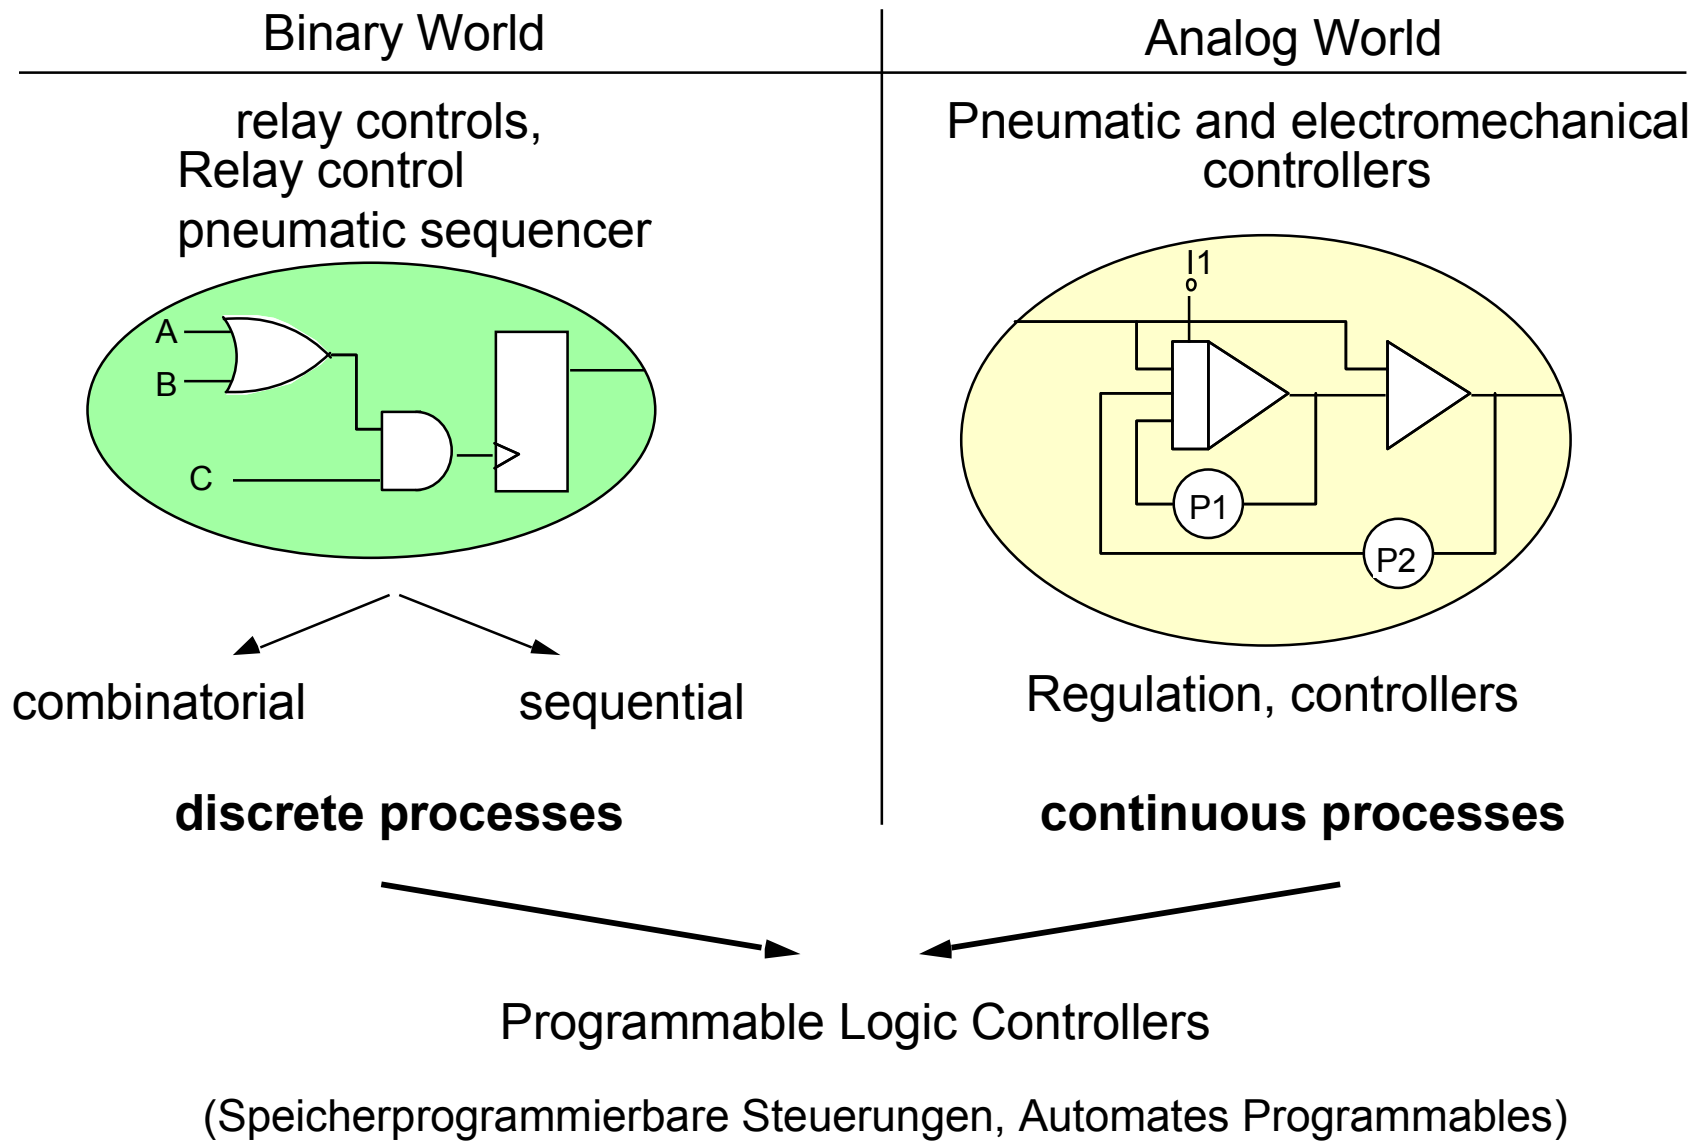 Binary World
Analog World
relay controls,
Relay control
pneumatic sequencer
Pneumatic and electromechanical
controllers
A
B
C
I1
P1
P2
combinatorial
sequential
Regulation, controllers
discrete processes
continuous processes
Programmable Logic Controllers
(Speicherprogrammierbare Steuerungen, Automates Programmables)